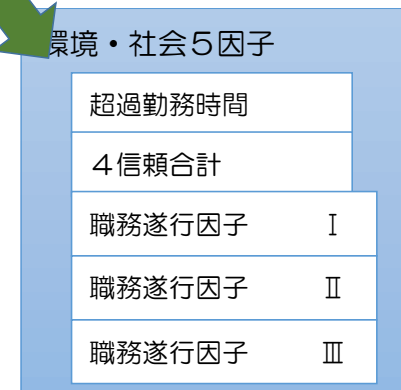 環境・社会５因子
超過勤務時間
４信頼合計
職務遂行因子　Ⅰ
職務遂行因子　Ⅱ
職務遂行因子　Ⅲ